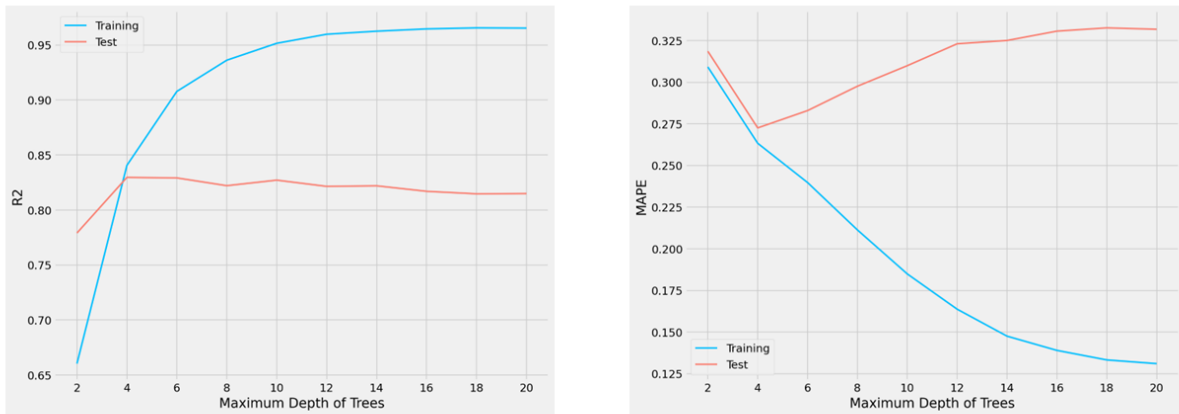 Training
Test
0.95
0.90
0.85
0.80
0.75
0.70
0.65
R2
2 4 6 8 10 12 14 16 18 20
Maximum Depth of Trees
0.325
0.300
0.275
0.250
0.225
0.200
0.175
0.150
0.125
MAPE
Training
Test
2 4 6 8 10 12 14 16 18 20
Maximum Depth of Trees